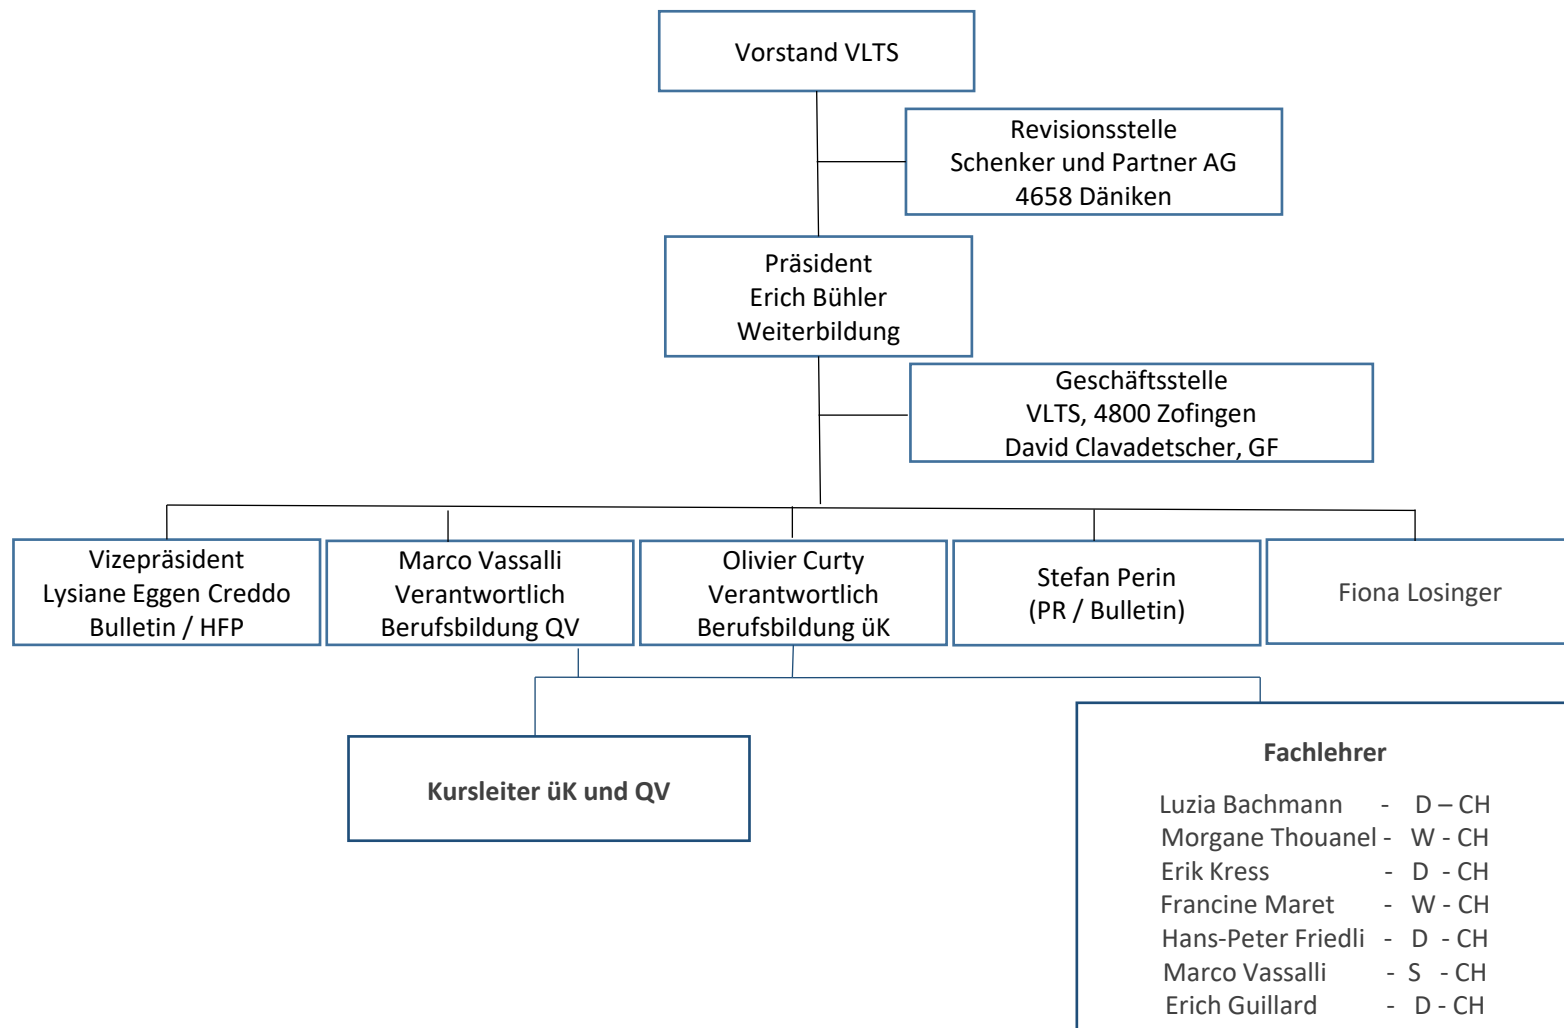 Vorstand VLTS
Revisionsstelle
Schenker und Partner AG
4658 Däniken
Präsident
Erich Bühler
Weiterbildung
Geschäftsstelle
VLTS, 4800 Zofingen
David Clavadetscher, GF
Vizepräsident
Lysiane Eggen Creddo
Bulletin / HFP
Marco Vassalli
Verantwortlich
Berufsbildung QV
Olivier Curty
Verantwortlich
Berufsbildung üK
Stefan Perin
(PR / Bulletin)
Fiona Losinger
Kursleiter üK und QV
Fachlehrer
Luzia Bachmann - D – CH
Morgane Thouanel - W - CH
Erik Kress - D - CH
Francine Maret - W - CH
Hans-Peter Friedli - D - CH
Marco Vassalli - S - CH
Erich Guillard - D - CH